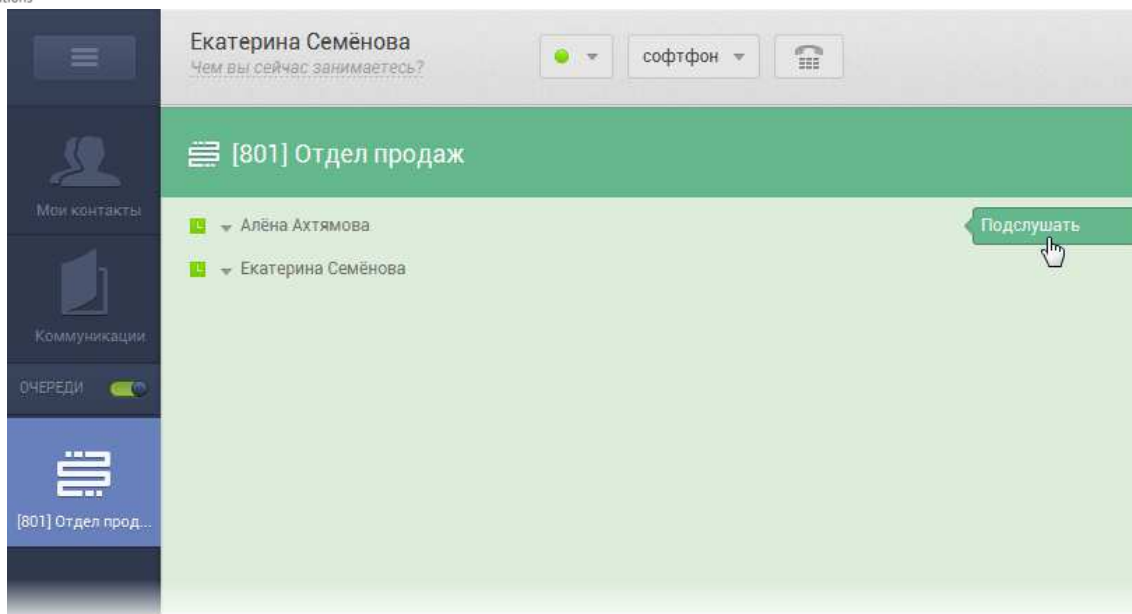 Екатерина Семёнова
Чем вы сейчас занимаетесь?
софтфон
[801] Отдел продаж
Мои контакты
Алёна Ахтямова
Подслушать
Екатерина Семёнова
Коммуникации
ОЧЕРЕДИ
[801] Отдел прод...